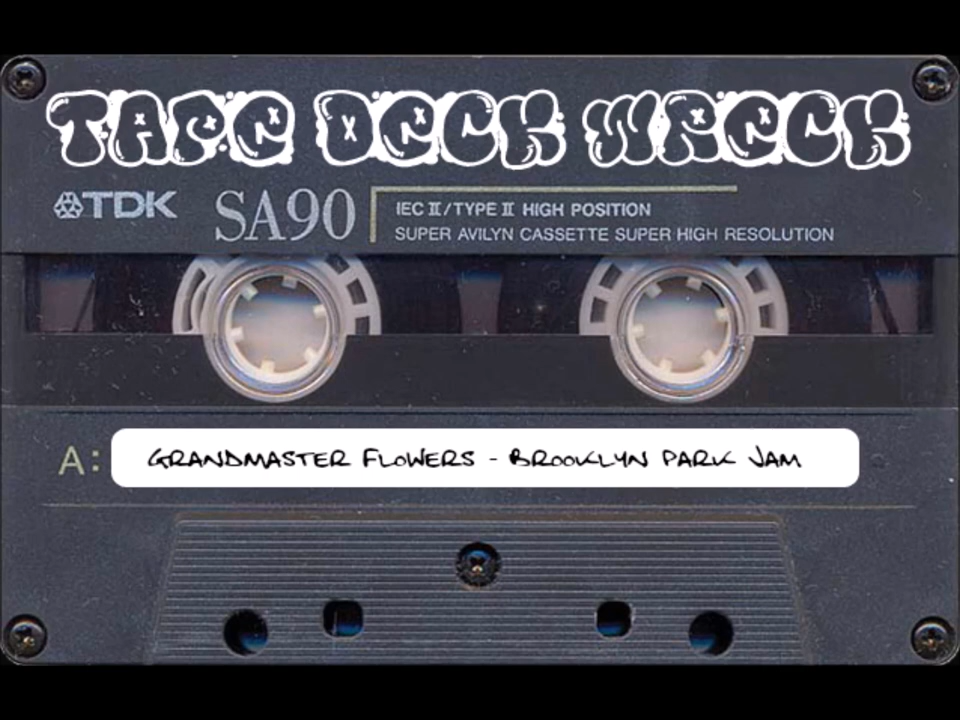 TAPE DECK WRECK
TDK SA90 IEC II/TYPE II HIGH POSITION
SUPER AVILYN CASSETTE SUPER HIGH RESOLUTION
A: GRANDMASTER FLOWERS - BROOKLYN PARK JAM